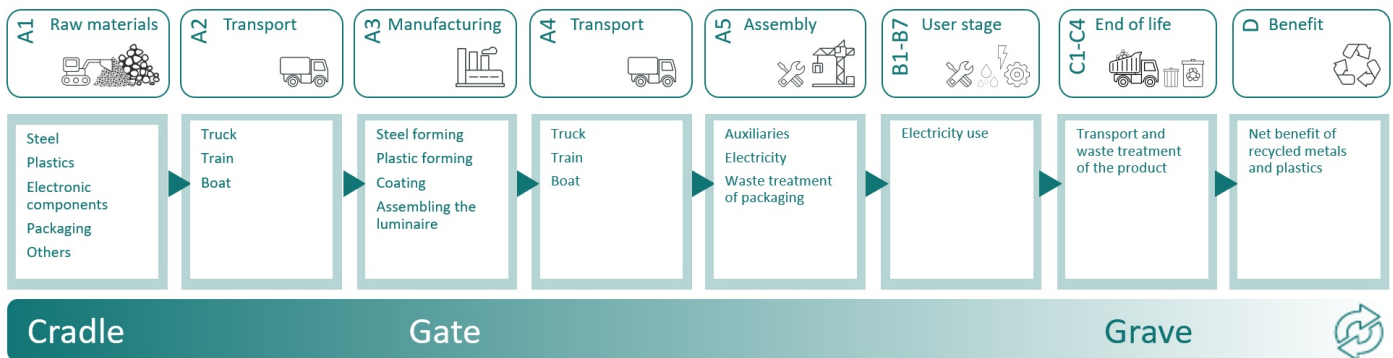 A1 Raw materials
A2 Transport
A3 Manufacturing
A4 Transport
A5 Assembly
B1-B7 User stage
C1-C4 End of life
D Benefit
Steel
Plastics
Electronic
components
Packaging
Others
Truck
Train
Boat
Steel forming
Plastic forming
Coating
Assembling the
luminaire
Truck
Train
Boat
Auxiliaries
Electricity
Waste treatment
of packaging
Electricity use
Transport and
waste treatment
of the product
Net benefit of
recycled metals
and plastics
Cradle
Gate
Grave